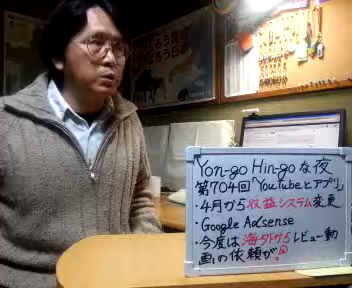 Yon-go Hin-go な夜
第704回「YouTubeとアプリ」
・4月から収益システム変更
・Google Adsense
・今度は海外からレビュー動
画の依頼が